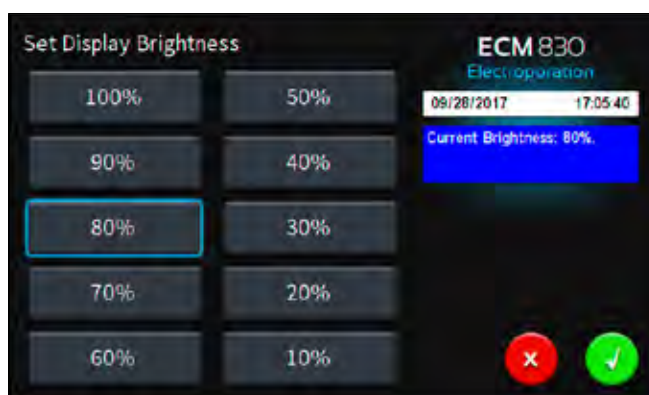 Set Display Brightness
100%
90%
80%
70%
60%
50%
40%
30%
20%
10%
ECM 830
Electroporation
09/28/2017 17:05:40
Current Brightness: 80%.